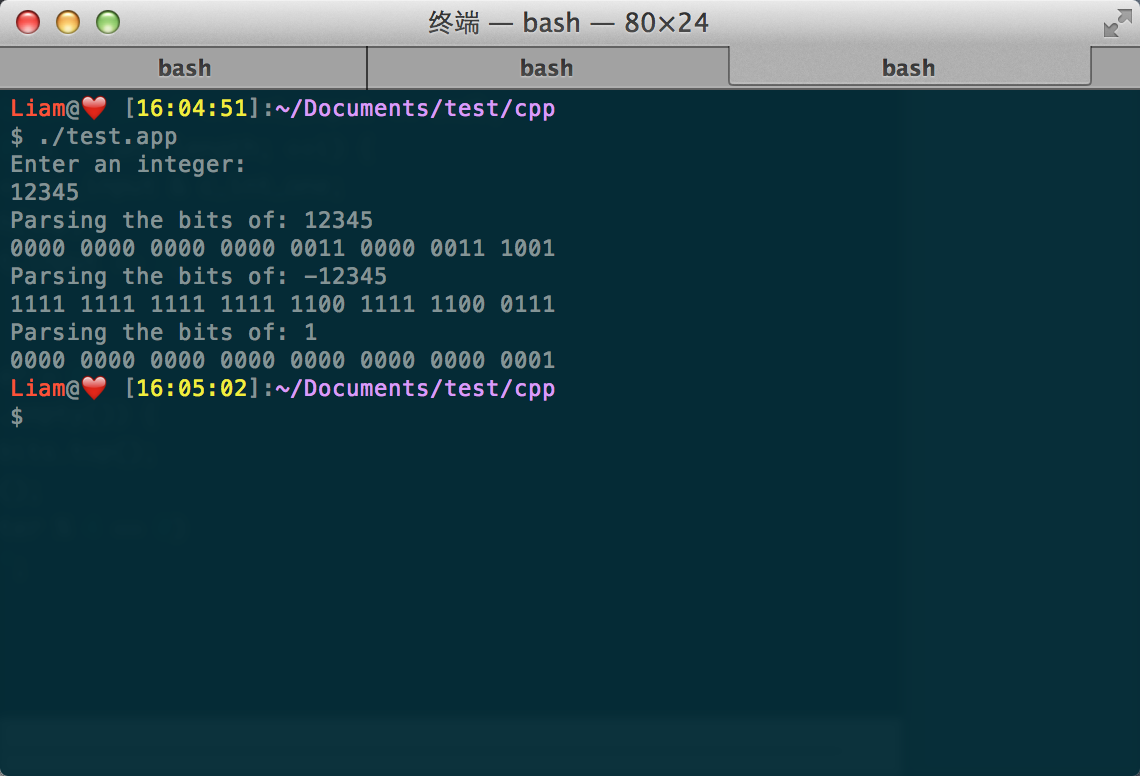 终端 — bash — 80×24
bash bash bash
Liam@❤️ [16:04:51]:~/Documents/test/cpp
$ ./test.app
Enter an integer:
12345
Parsing the bits of: 12345
0000 0000 0000 0000 0011 0000 0011 1001
Parsing the bits of: -12345
1111 1111 1111 1111 1100 1111 1100 0111
Parsing the bits of: 1
0000 0000 0000 0000 0000 0000 0000 0001
Liam@❤️ [16:05:02]:~/Documents/test/cpp
$